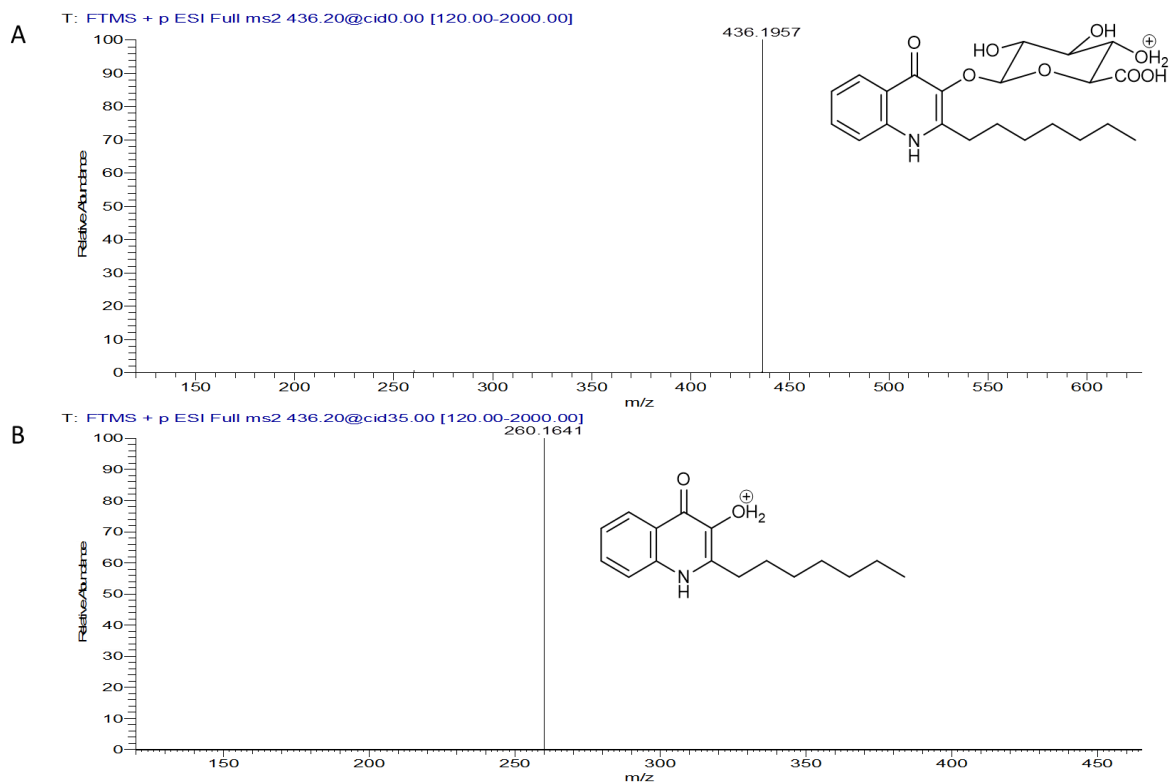 A
T: FTMS + p ESI Full ms2 436.20@cid0.00 [120.00-2000.00]
436.1957
100
90
80
70
60
50
40
30
20
10
0
Relative Abundance
150 200 250 300 350 400 450 500 550 600
m/z
O
HO
OH
⊕
OH2
O
O
COOH
N
H
B
T: FTMS + p ESI Full ms2 436.20@cid35.00 [120.00-2000.00]
260.1641
100
90
80
70
60
50
40
30
20
10
0
Relative Abundance
150 200 250 300 350 400 450
m/z
O
⊕
OH2
N
H